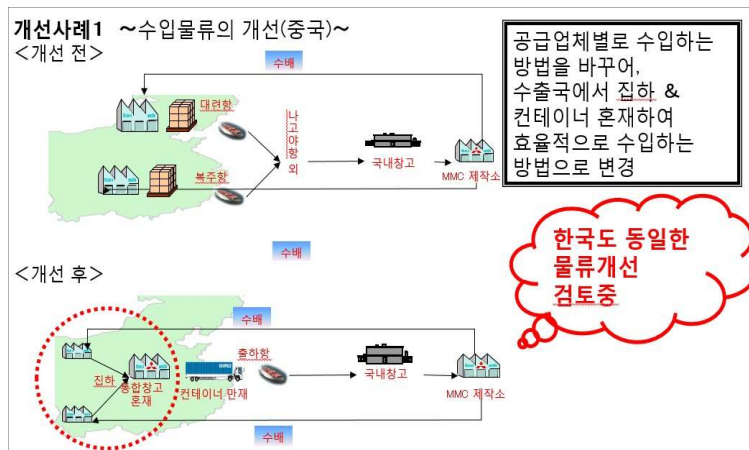 개선사례1 ~수입물류의 개선(중국)~
<개선 전>
수배
대련항
나고야항 외
국내창고
MMC 제작소
복주항
수배
공급업체별로 수입하는
방법을 바꾸어,
수출국에서 집하 &
컨테이너 혼재하여
효율적으로 수입하는
방법으로 변경
한국도 동일한
물류개선
검토중
<개선 후>
수배
출하항
집하
통합창고
혼재
컨테이너 만재
국내창고
MMC 제작소
수배